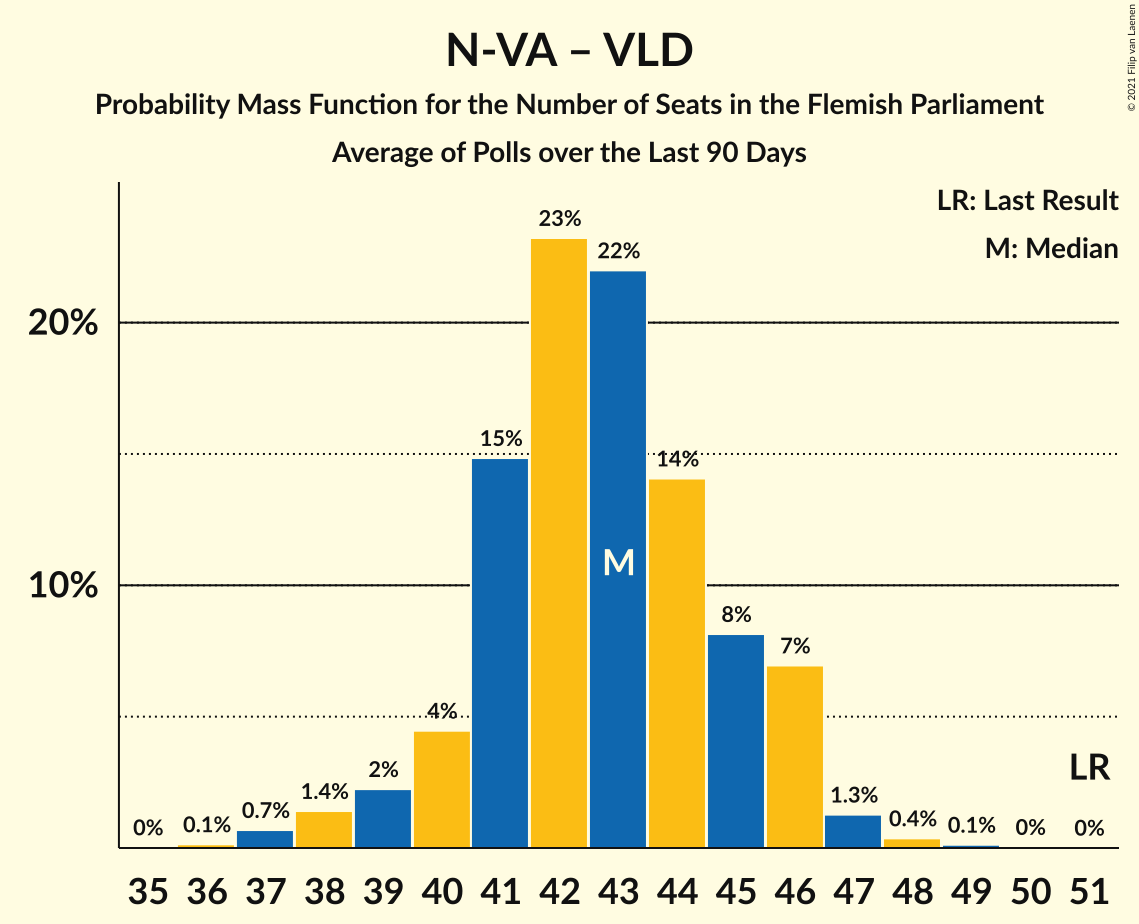 N-VA – VLD
Probability Mass Function for the Number of Seats in the Flemish Parliament
Average of Polls over the Last 90 Days
© 2021 Filip van Laenen
LR: Last Result
M: Median
20%
10%
0%
0.1%
0.7%
1.4%
2%
4%
15%
23%
22%
14%
8%
7%
1.3%
0.4%
0.1%
0%
0%
M
LR
35 36 37 38 39 40 41 42 43 44 45 46 47 48 49 50 51